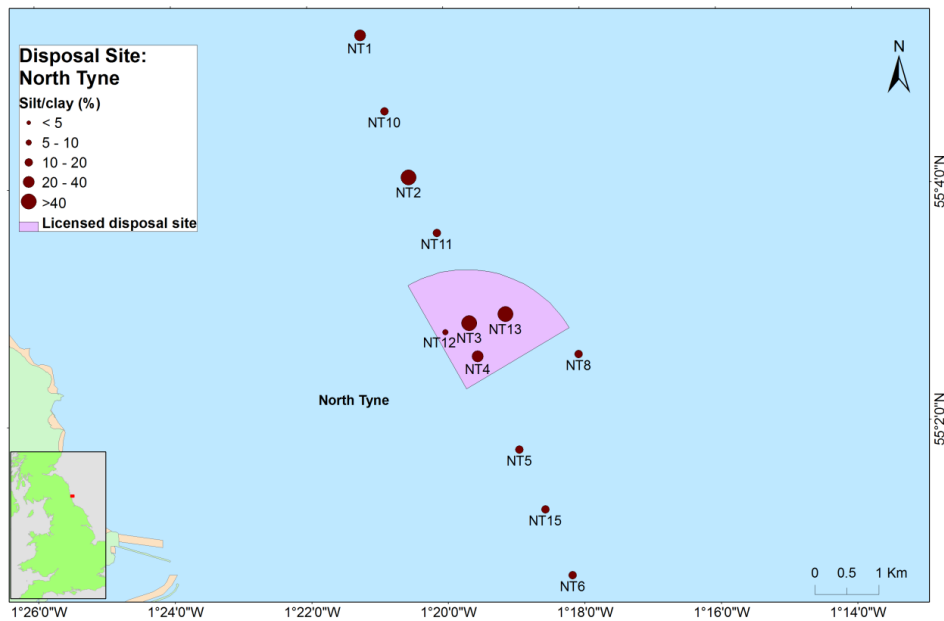 Disposal Site:
North Tyne
Silt/clay (%)
< 5
5 - 10
10 - 20
20 - 40
>40
Licensed disposal site
N
NT1
NT10
NT2
NT11
NT3
NT13
NT12
NT4
NT8
North Tyne
NT5
NT15
NT6
55°4'0"N
55°2'0"N
0 0.5 1 Km
1°26'0"W 1°24'0"W 1°22'0"W 1°20'0"W 1°18'0"W 1°16'0"W 1°14'0"W